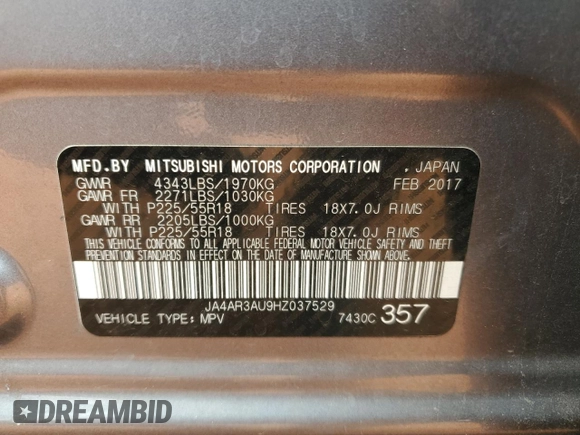 MFD.BY MITSUBISHI MOTORS CORPORATION , JAPAN
GVWR 4343LBS/1970KG FEB 2017
GAWR FR 2271LBS/1030KG
WITH P225/55R18 TIRES 18X7.0J RIMS
GAWR RR 2205LBS/1000KG
WITH P225/55R18 TIRES 18X7.0J RIMS
THIS VEHICLE CONFORMS TO ALL APPLICABLE FEDERAL MOTOR VEHICLE SAFETY AND THEFT
PREVENTION STANDARDS IN EFFECT ON THE DATE OF MANUFACTURE SHOWN ABOVE.
JA4AR3AU9HZ037529
VEHICLE TYPE: MPV 7430C 357
DREAMBID